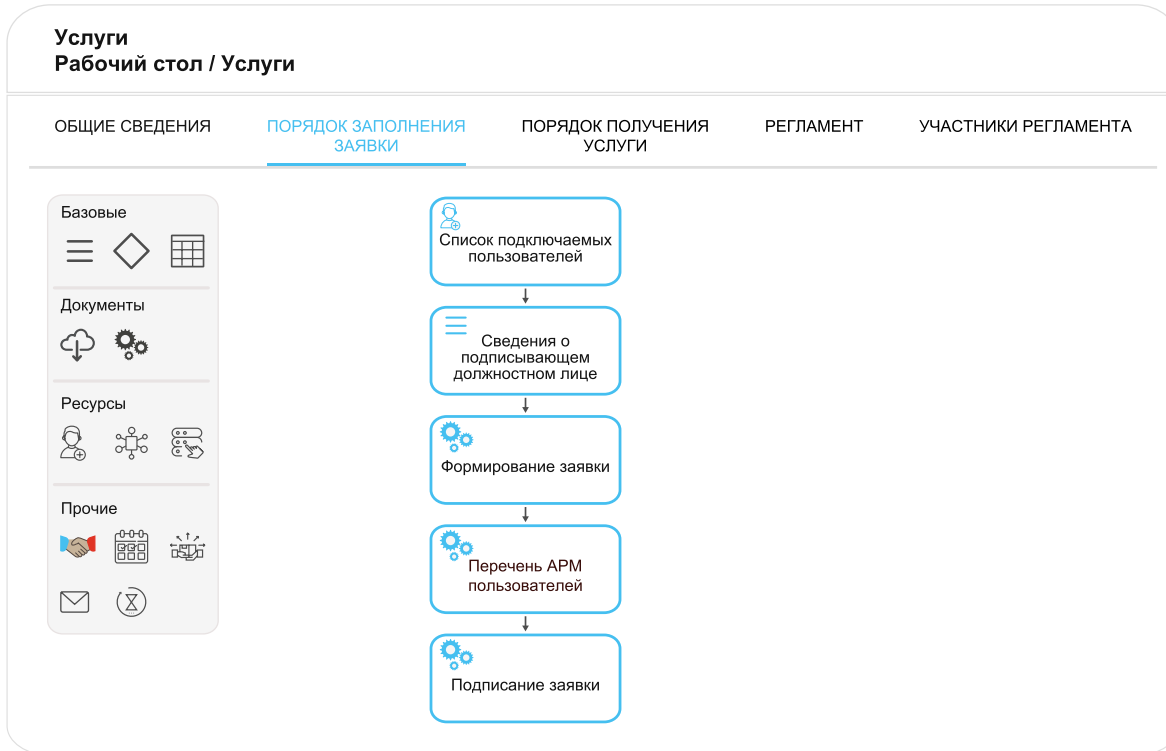 Услуги
Рабочий стол / Услуги
ОБЩИЕ СВЕДЕНИЯ
ПОРЯДОК ЗАПОЛНЕНИЯ
ЗАЯВКИ
ПОРЯДОК ПОЛУЧЕНИЯ
УСЛУГИ
РЕГЛАМЕНТ
УЧАСТНИКИ РЕГЛАМЕНТА
Базовые
Документы
Ресурсы
Прочие
Список подключаемых
пользователей
Сведения о
подписывающем
должностном лице
Формирование заявки
Перечень АРМ
пользователей
Подписание заявки